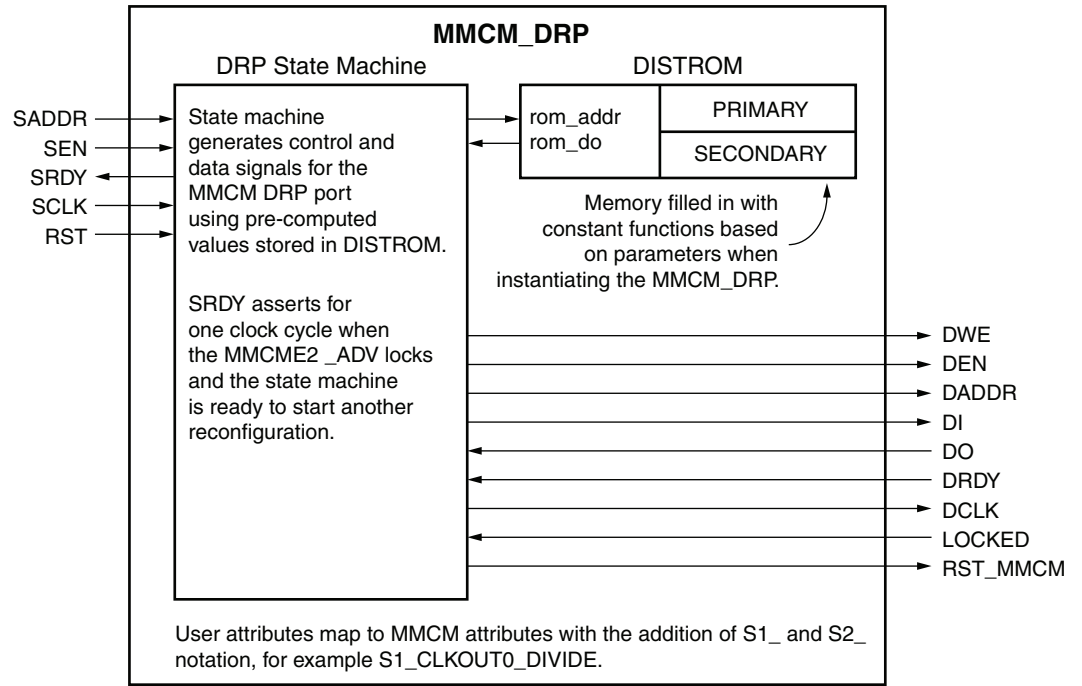 MMCM_DRP
DRP State Machine
DISTROM
SADDR
SEN
SRDY
SCLK
RST
State machine
generates control and
data signals for the
MMCM DRP port
using pre-computed
values stored in DISTROM.
SRDY asserts for
one clock cycle when
the MMCME2 _ADV locks
and the state machine
is ready to start another
reconfiguration.
rom_addr
rom_do
PRIMARY
SECONDARY
Memory filled in with
constant functions based
on parameters when
instantiating the MMCM_DRP.
DWE
DEN
DADDR
DI
DO
DRDY
DCLK
LOCKED
RST_MMCM
User attributes map to MMCM attributes with the addition of S1_ and S2_
notation, for example S1_CLKOUT0_DIVIDE.